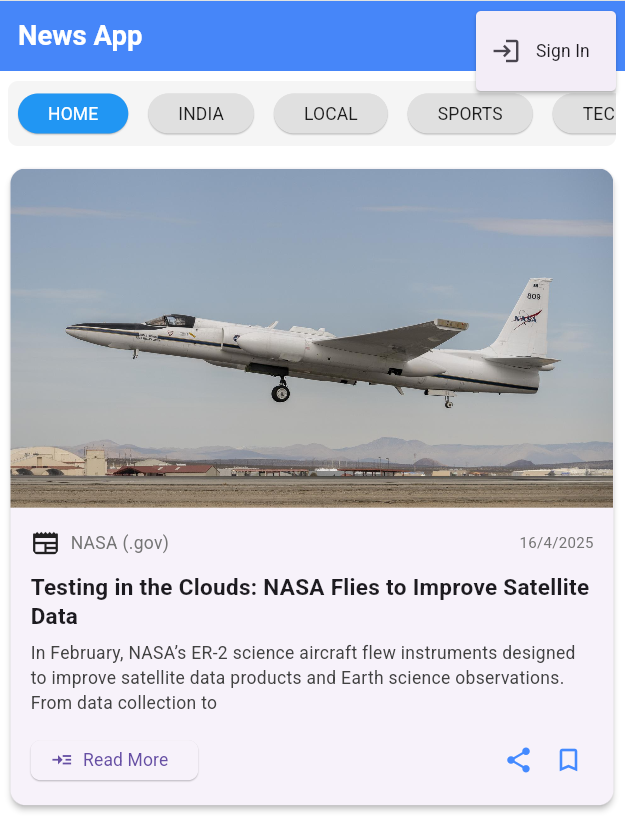 News App
Sign In
HOME
INDIA
LOCAL
SPORTS
TEC
809
NASA
NASA (.gov)
16/4/2025
Testing in the Clouds: NASA Flies to Improve Satellite
Data
In February, NASA’s ER-2 science aircraft flew instruments designed
to improve satellite data products and Earth science observations.
From data collection to
Read More